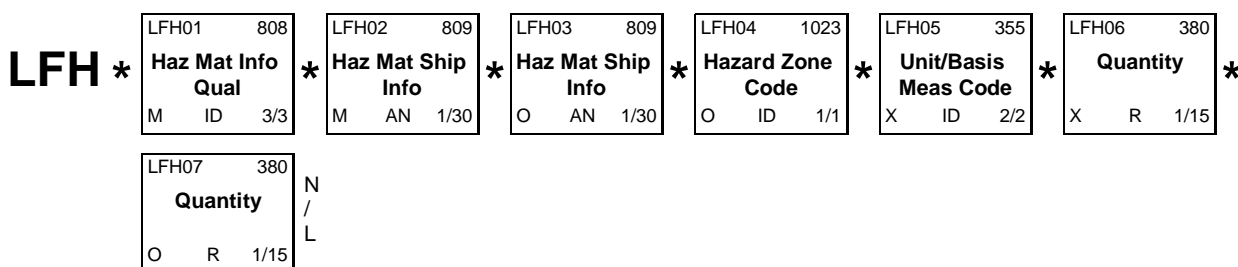 LFH01 808 LFH02 809 LFH03 809 LFH04 1023 LFH05 355 LFH06 380
LFH * Haz Mat Info Qual * Haz Mat Ship Info * Haz Mat Ship Info * Hazard Zone Code * Unit/Basis Meas Code * Quantity *
M ID 3/3 M AN 1/30 O AN 1/30 O ID 1/1 X ID 2/2 X R 1/15
LFH07 380
Quantity
N
/
L
O R 1/15